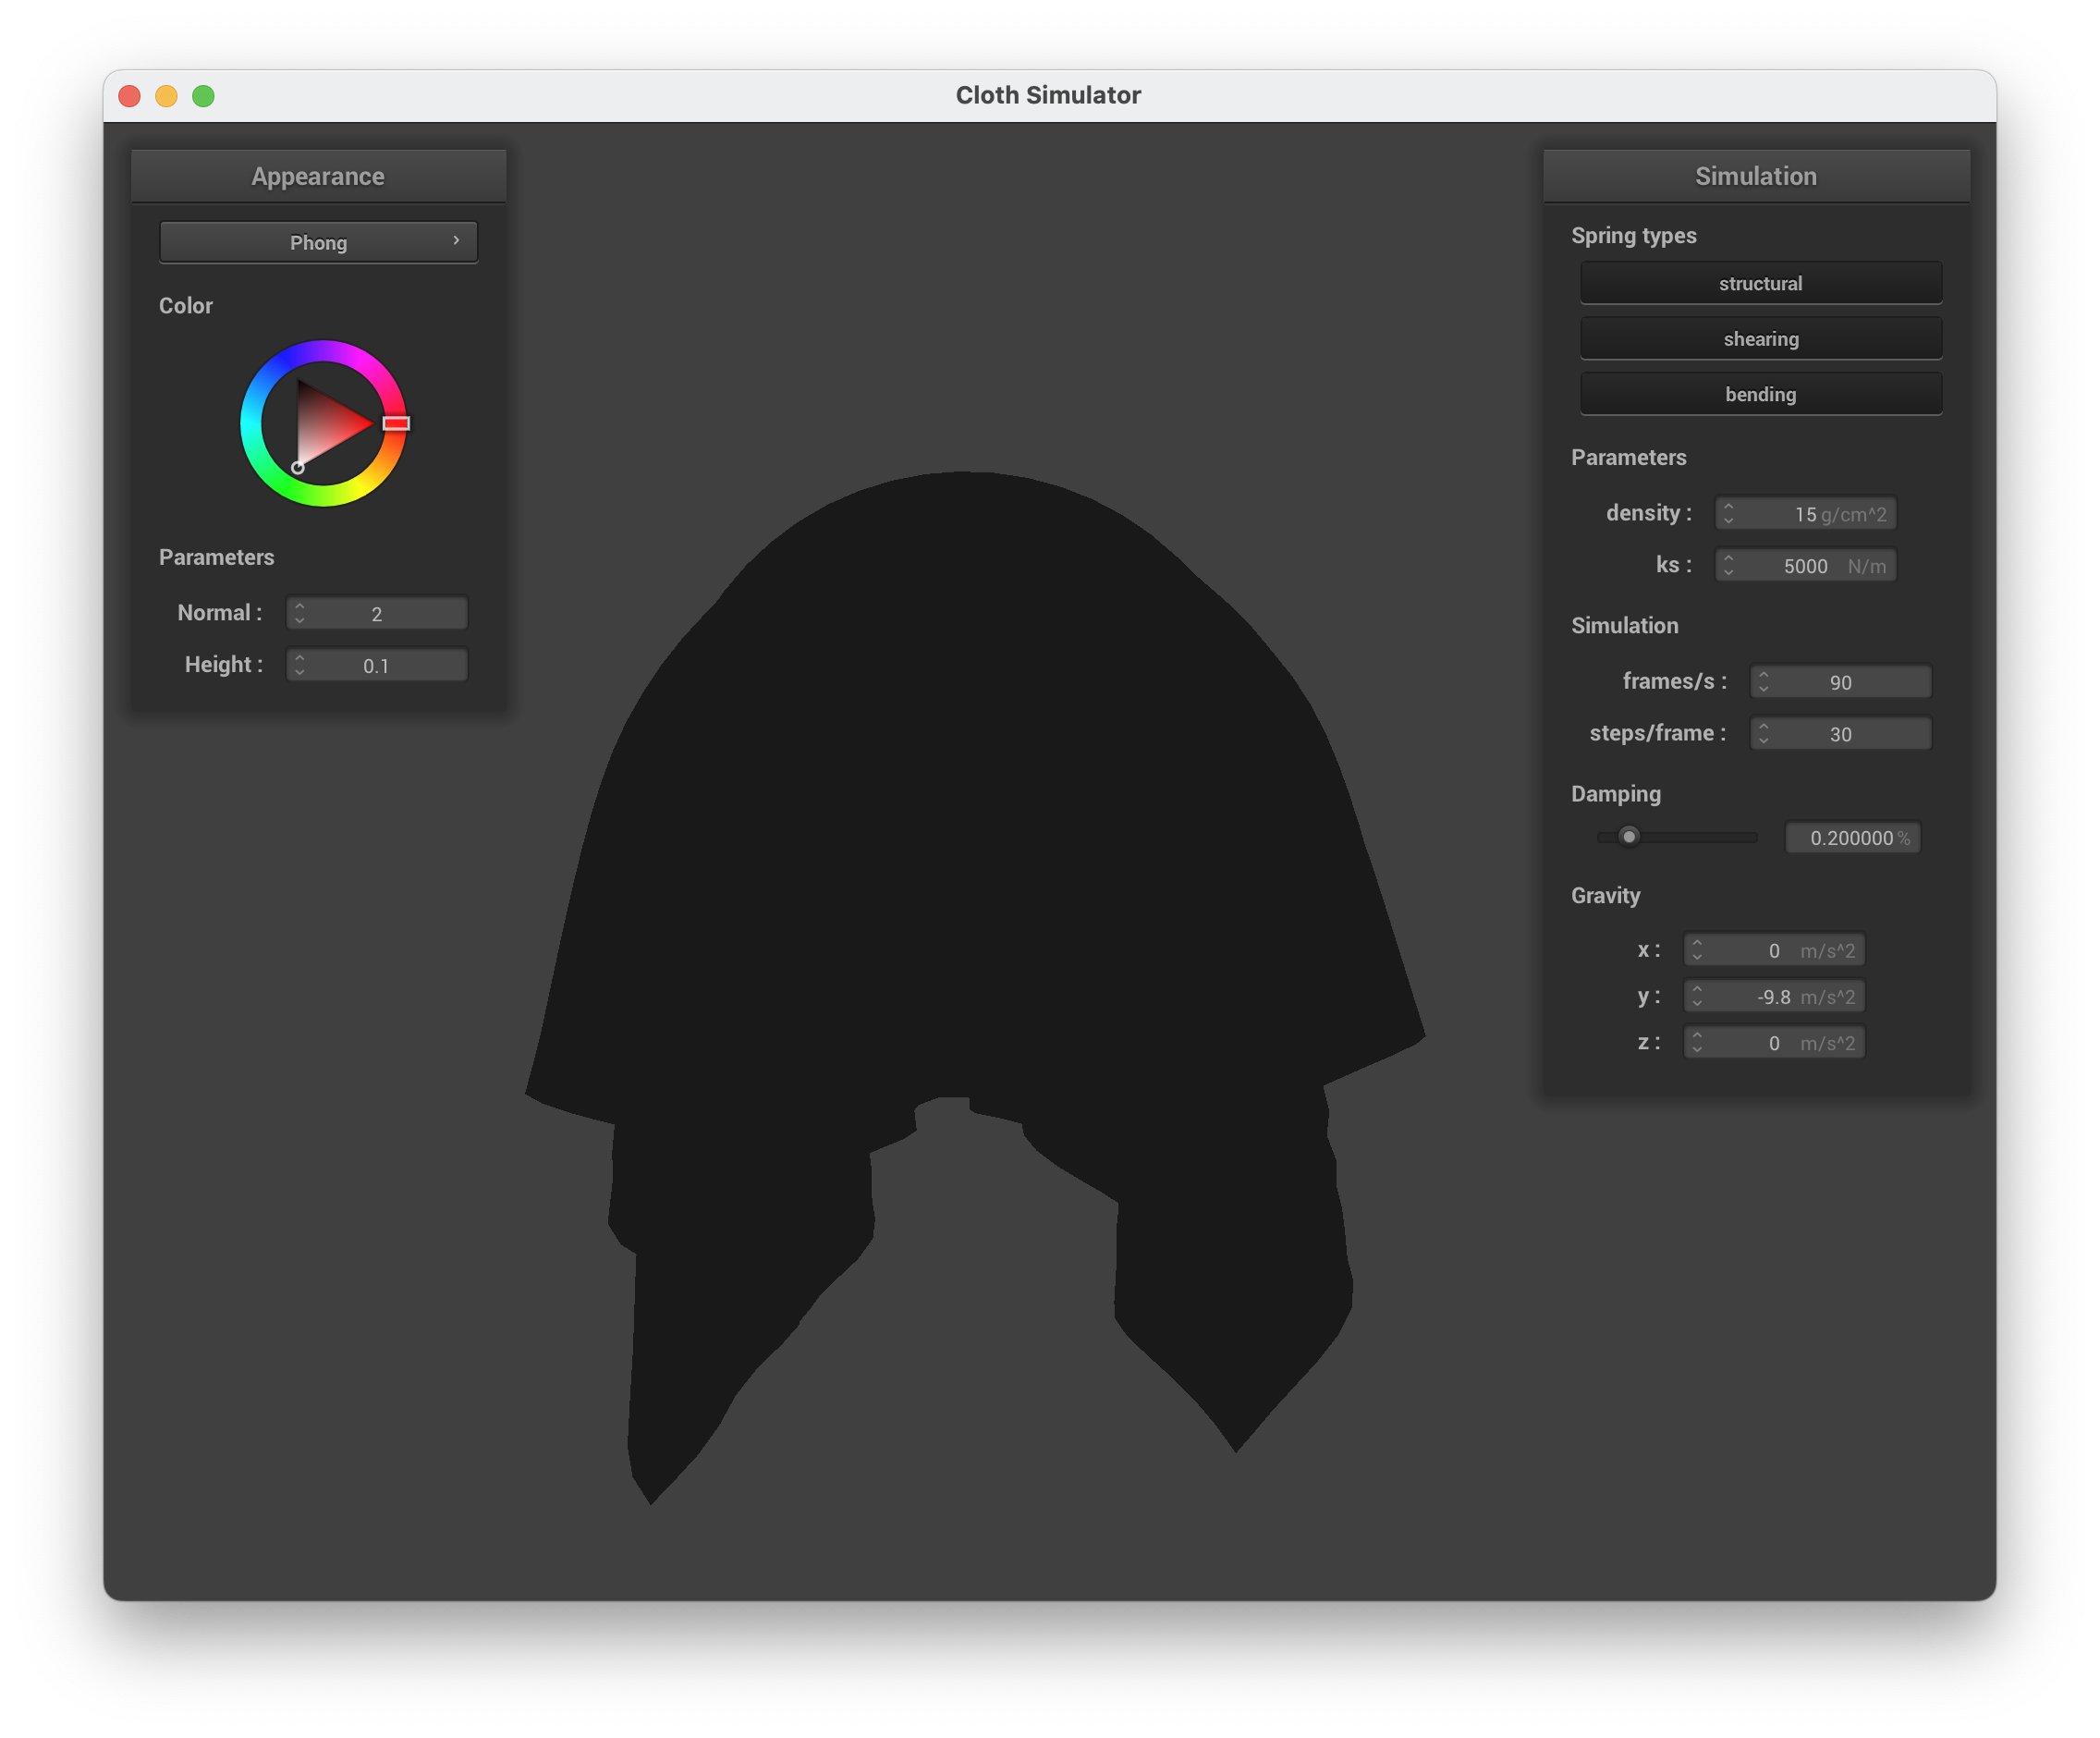 Cloth Simulator
Appearance
Phong
Color
Parameters
Normal : 2
Height : 0.1
Simulation
Spring types
structural
shearing
bending
Parameters
density : 15 g/cm^2
ks : 5000 N/m
Simulation
frames/s : 90
steps/frame : 30
Damping
0.200000 %
Gravity
x : 0 m/s^2
y : -9.8 m/s^2
z : 0 m/s^2